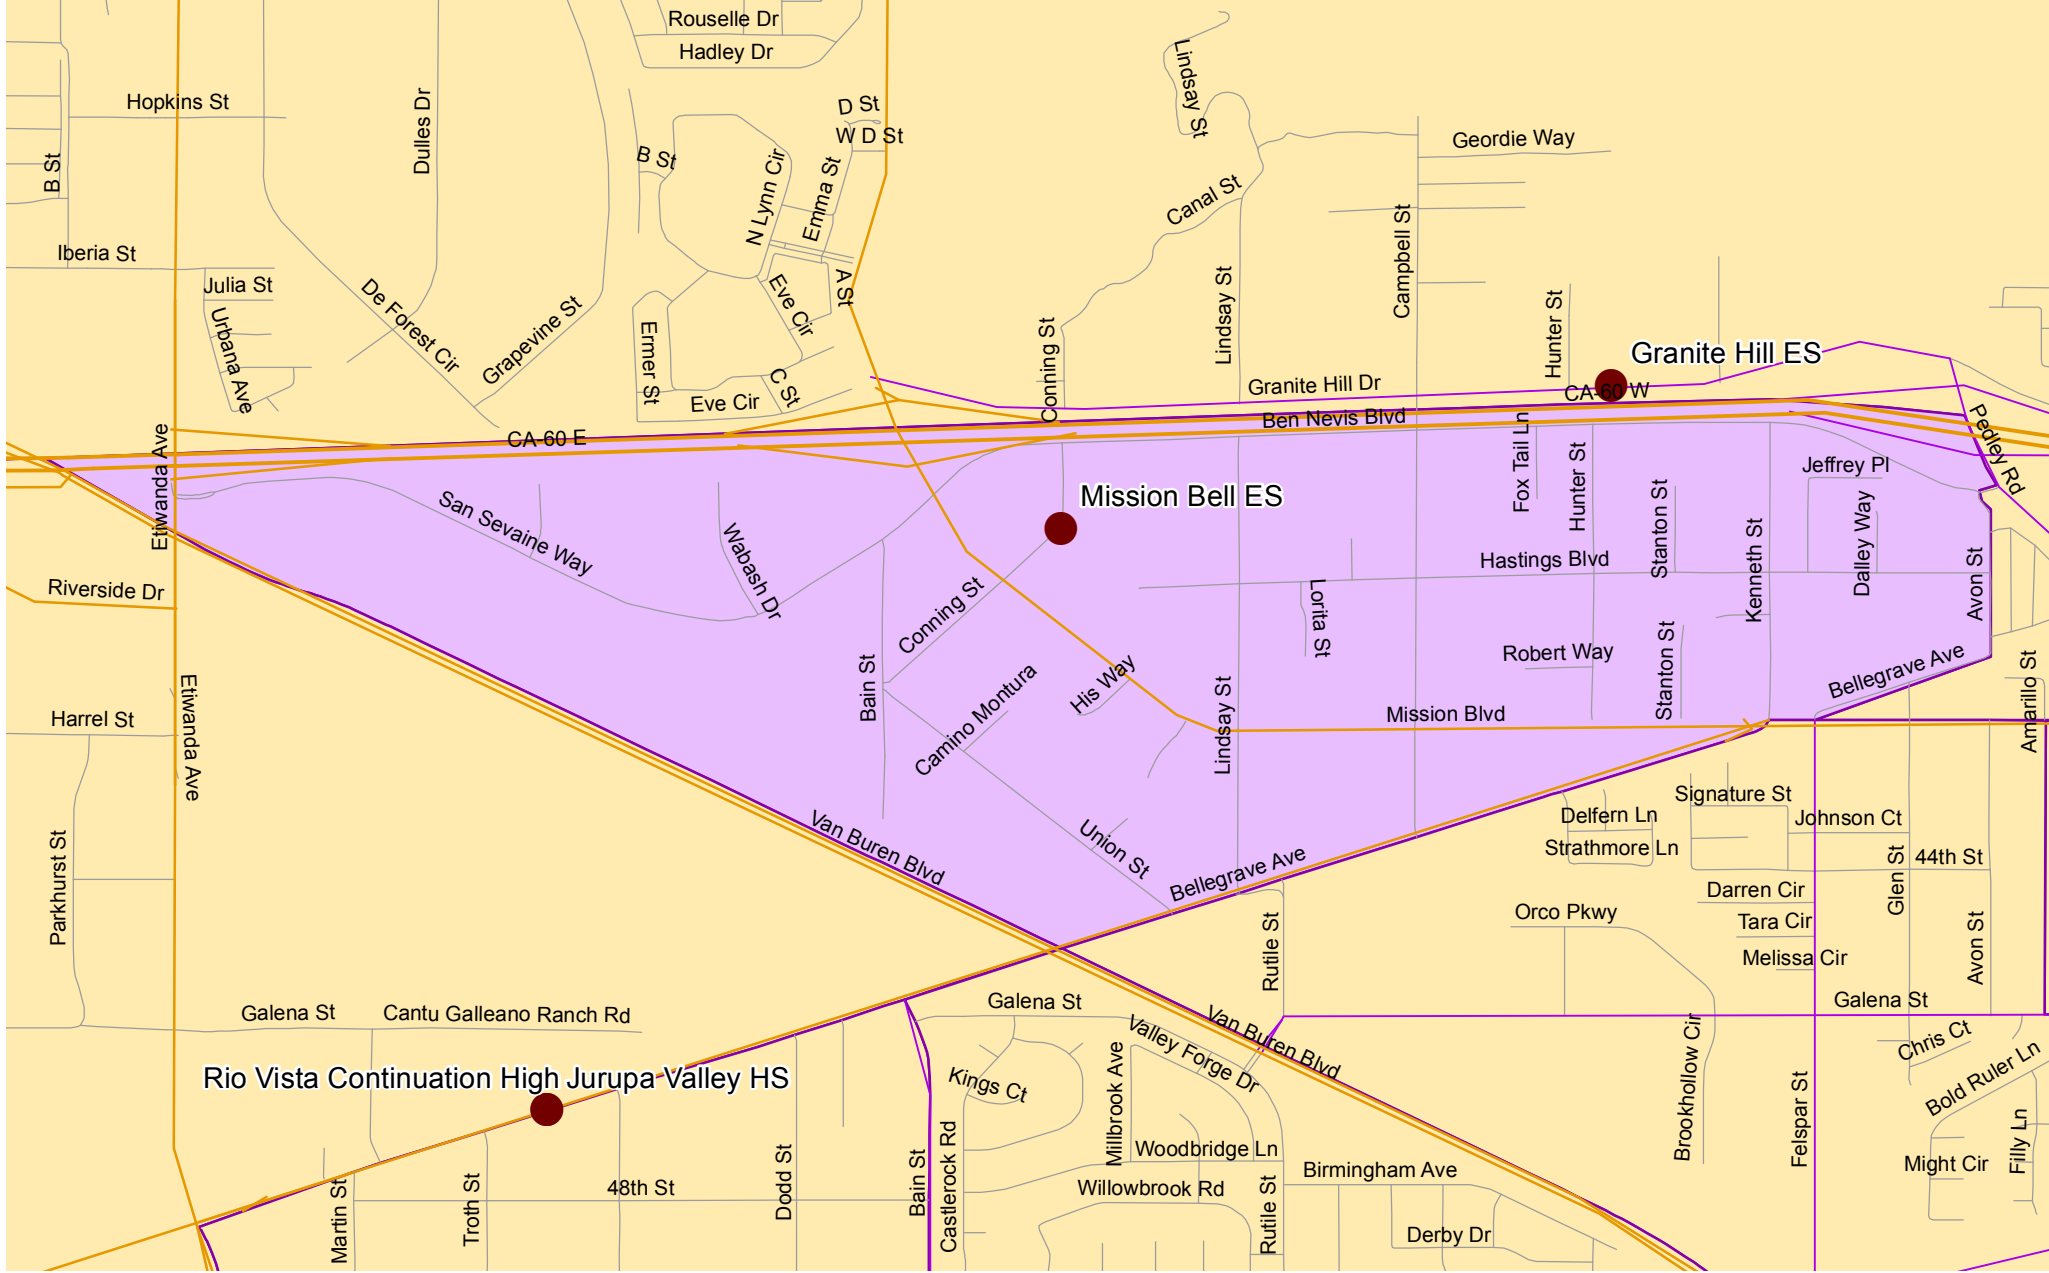 Rouselle Dr
Hadley Dr
Lindsay St
Hopkins St
Dulles Dr
D St
W D St
Geordie Way
B St
B St
N Lynn Cir
Emma St
Canal St
Campbell St
Iberia St
Julia St
Urbana Ave
De Forest Cir
Grapevine St
Ermer St
Eve Cir
A St
C St
Eve Cir
Conning St
Lindsay St
Hunter St
Granite Hill ES
Granite Hill Dr
CA-60 W
Ben Nevis Blvd
CA-60 E
Etiwanda Ave
Fox Tail Ln
Hunter St
Pedley Rd
Jeffrey Pl
Mission Bell ES
San Sevaine Way
Wabash Dr
Stanton St
Kenneth St
Dalley Way
Avon St
Hastings Blvd
Riverside Dr
Conning St
Lorita St
Robert Way
Stanton St
Bellegrave Ave
Amarillo St
Bain St
Camino Montura
His Way
Lindsay St
Mission Blvd
Etiwanda Ave
Harrel St
Parkhurst St
Van Buren Blvd
Union St
Bellegrave Ave
Signature St
Delfern Ln
Strathmore Ln
Johnson Ct
44th St
Glen St
Darren Cir
Tara Cir
Melissa Cir
Orco Pkwy
Rutile St
Avon St
Galena St
Galena St
Cantu Galleano Ranch Rd
Galena St
Van Buren Blvd
Valley Forge Dr
Millbrook Ave
Kings Ct
Brookhollow Cir
Chris Ct
Bold Ruler Ln
Felspar St
Filly Ln
Might Cir
Rio Vista Continuation High Jurupa Valley HS
Castlerock Rd
Woodbridge Ln
Birmingham Ave
Willowbrook Rd
Rutile St
Derby Dr
Martin St
Troth St
48th St
Dodd St
Bain St